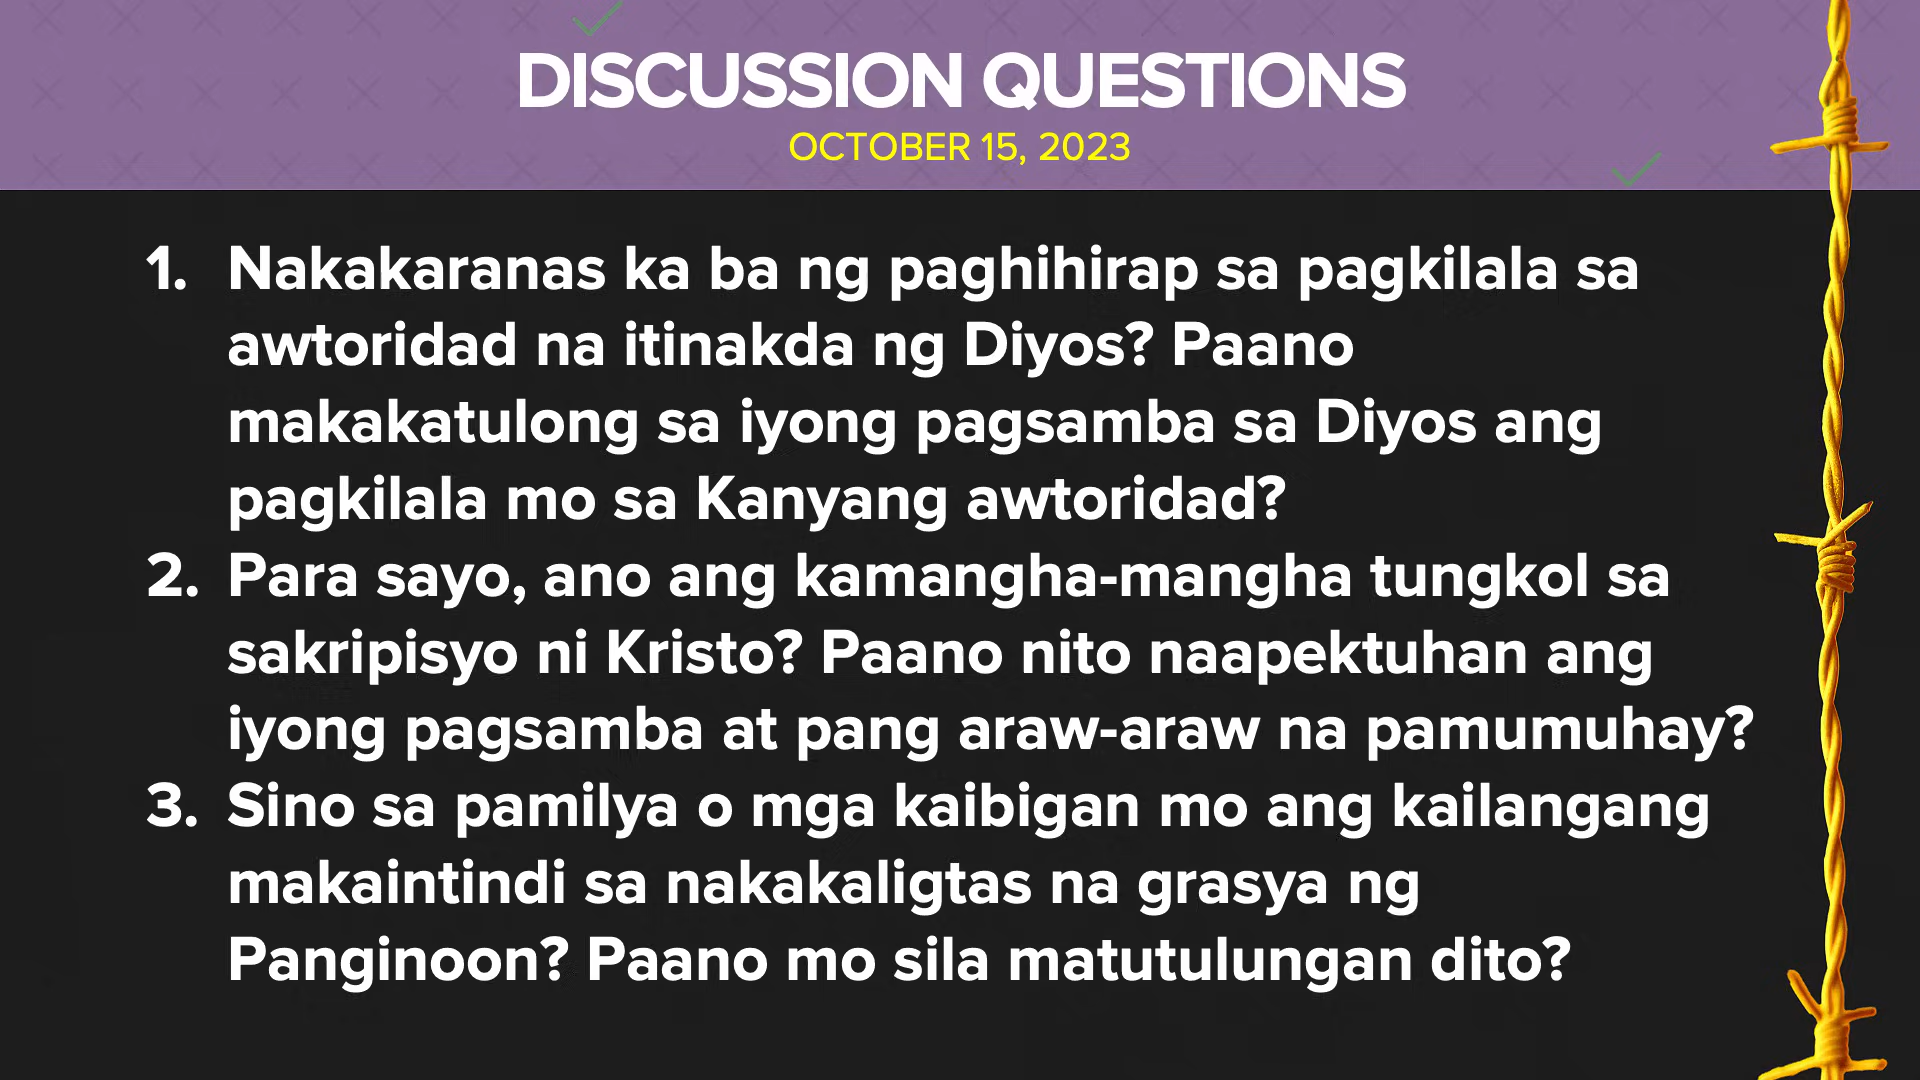 DISCUSSION QUESTIONS
OCTOBER 15, 2023
1. Nakakaranas ka ba ng paghihirap sa pagkilala sa
awtoridad na itinakda ng Diyos? Paano
makakatulong sa iyong pagsamba sa Diyos ang
pagkilala mo sa Kanyang awtoridad?
2. Para sayo, ano ang kamangha-mangha tungkol sa
sakripisyo ni Kristo? Paano nito naapektuhan ang
iyong pagsamba at pang araw-araw na pamumuhay?
3. Sino sa pamilya o mga kaibigan mo ang kailangang
makaintindi sa nakakaligtas na grasya ng
Panginoon? Paano mo sila matutulungan dito?